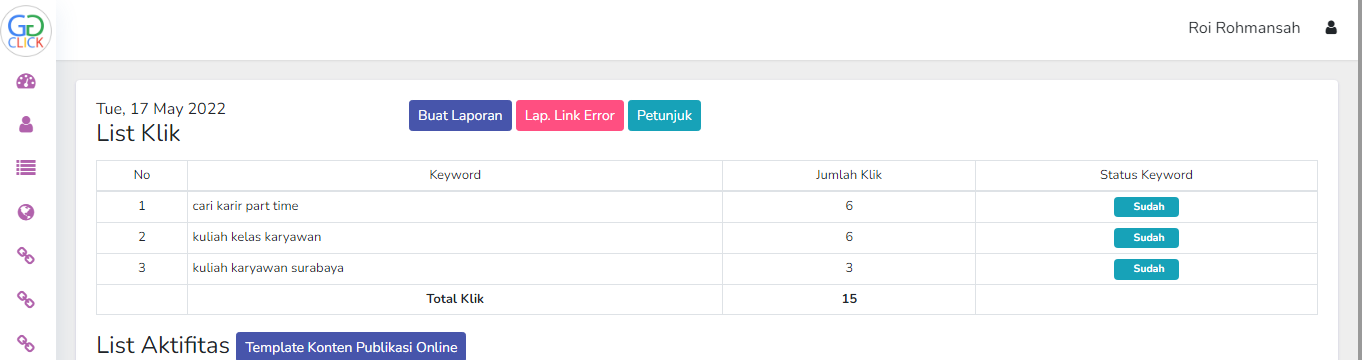 GG
CLICK
Roi Rohmansah
Tue, 17 May 2022
List Klik
Buat Laporan Lap. Link Error Petunjuk
No Keyword Jumlah Klik Status Keyword
1 cari karir part time 6 Sudah
2 kuliah kelas karyawan 6 Sudah
3 kuliah karyawan surabaya 3 Sudah
Total Klik 15
List Aktifitas Template Konten Publikasi Online